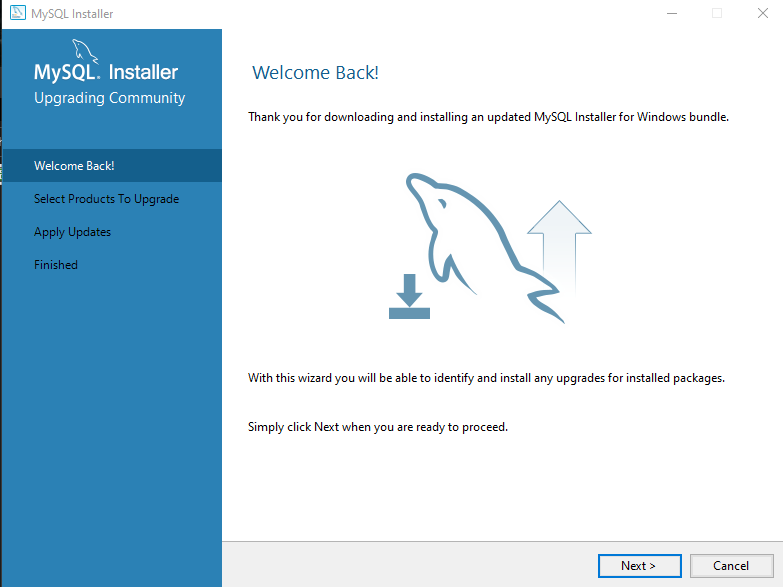 MySQL Installer
MySQL. Installer
Upgrading Community
Welcome Back!
Select Products To Upgrade
Apply Updates
Finished
Welcome Back!
Thank you for downloading and installing an updated MySQL Installer for Windows bundle.
With this wizard you will be able to identify and install any upgrades for installed packages.
Simply click Next when you are ready to proceed.
Next >
Cancel